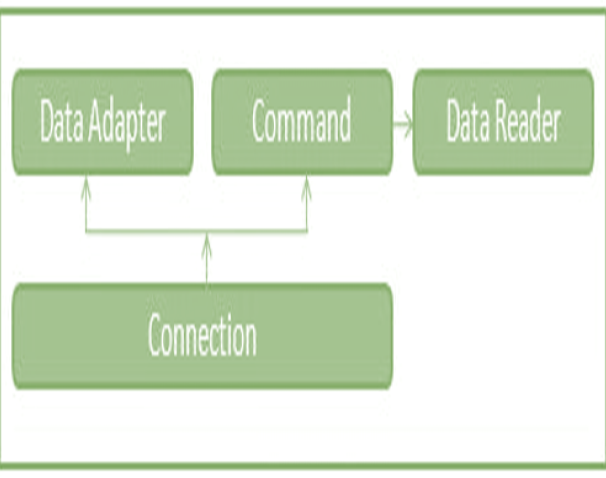 Data Adapter
Command
Data Reader
Connection